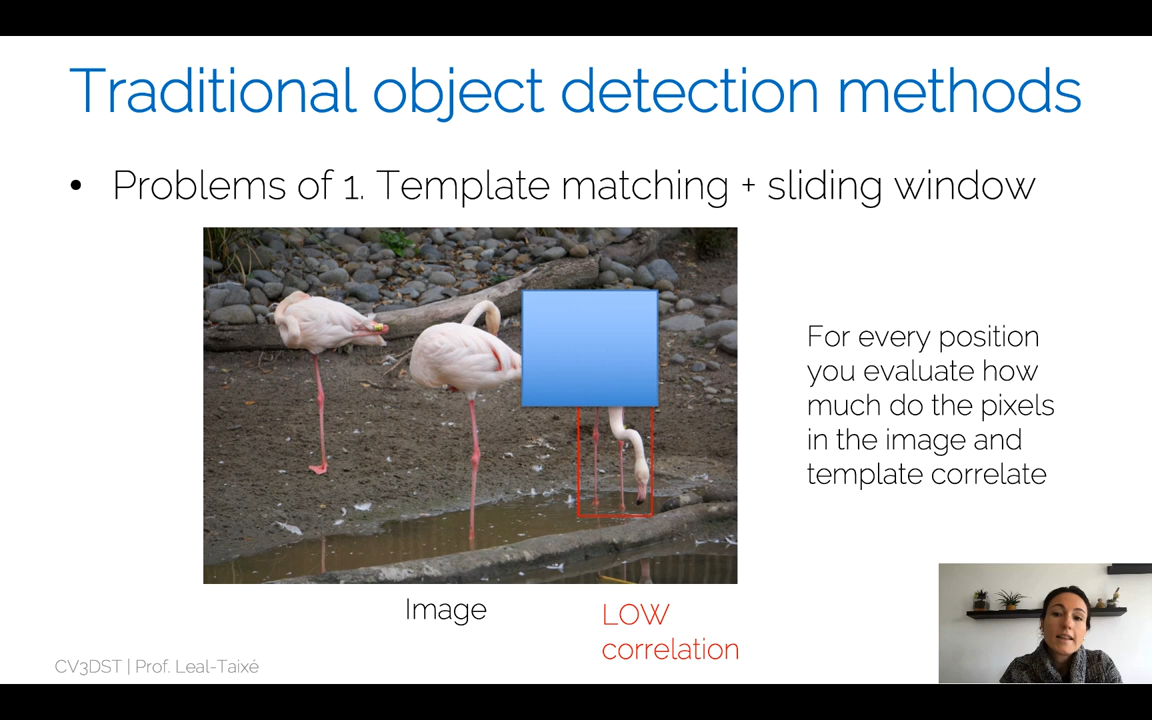 Traditional object detection methods
• Problems of 1. Template matching + sliding window
For every position
you evaluate how
much do the pixels
in the image and
template correlate
Image
LOW
correlation
CV3DST | Prof. Leal-Taixé